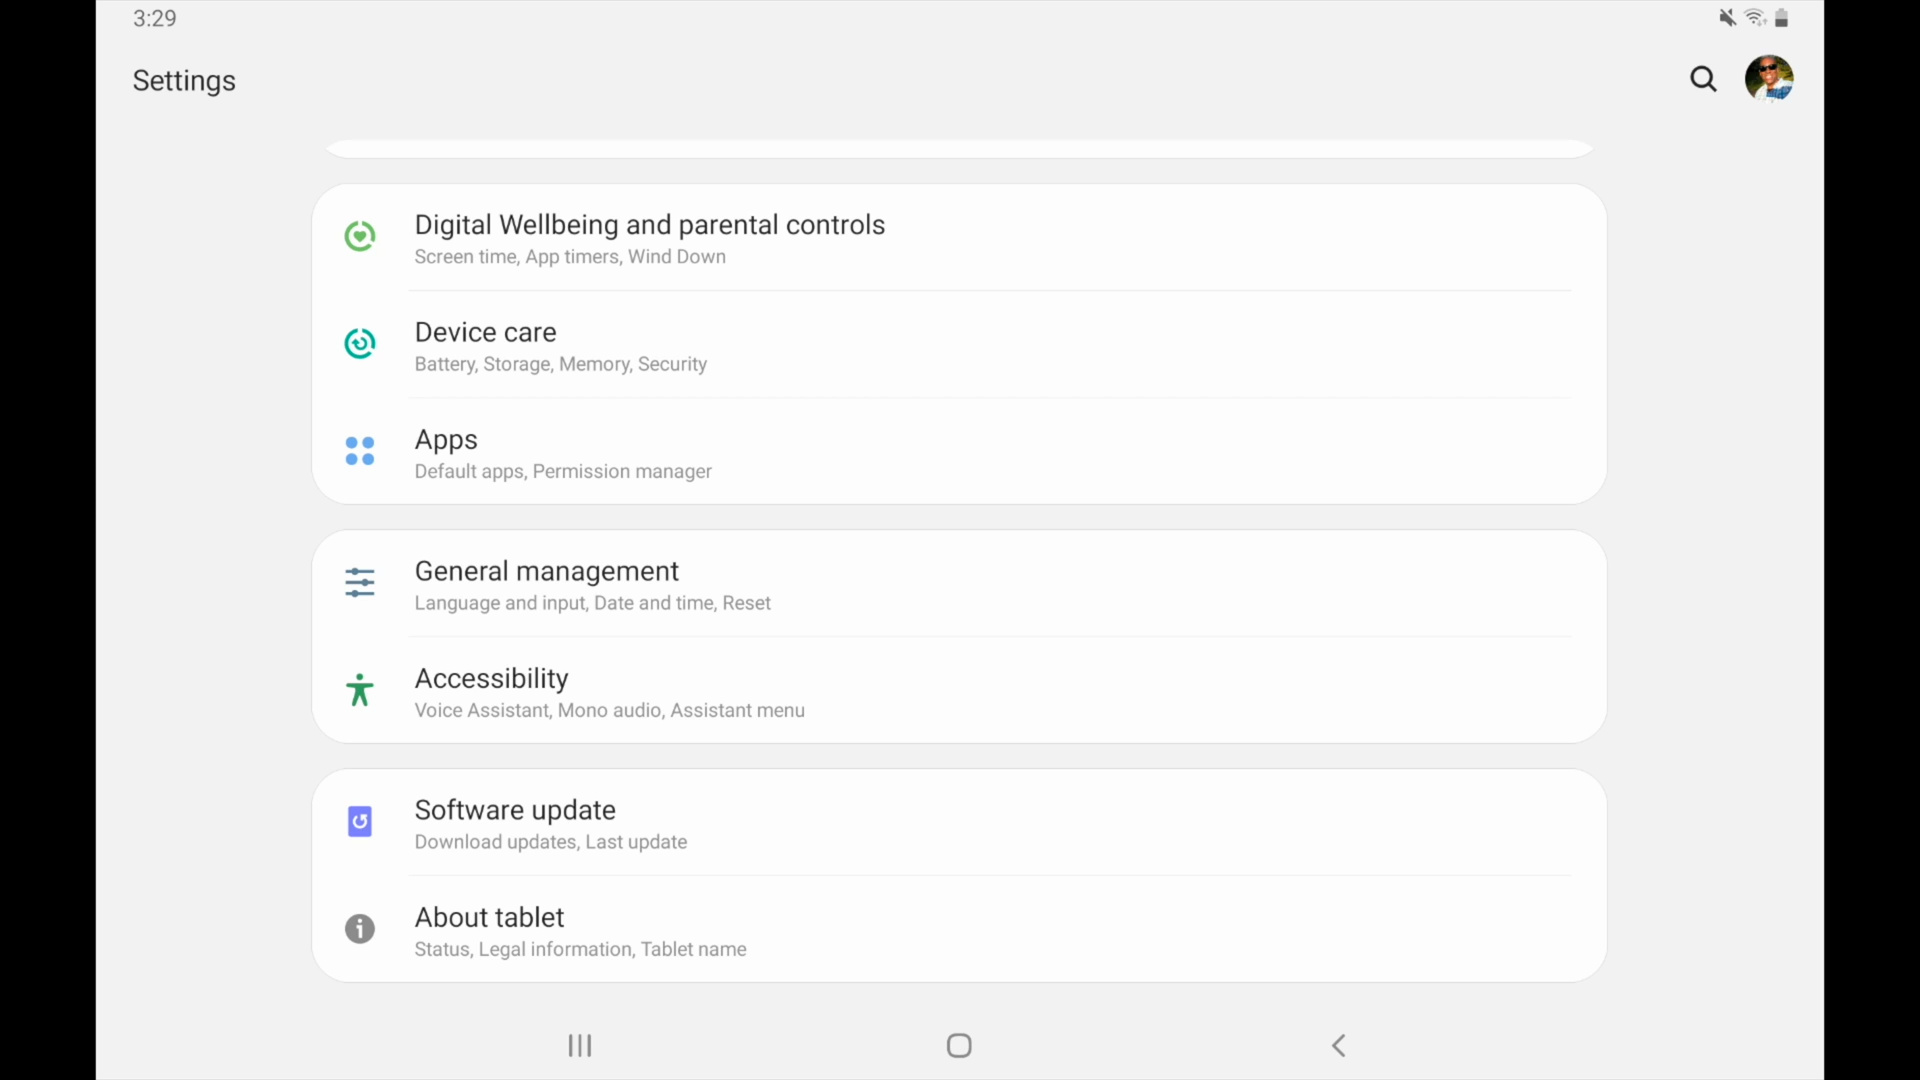 3:29
Settings
Digital Wellbeing and parental controls
Screen time, App timers, Wind Down
Device care
Battery, Storage, Memory, Security
Apps
Default apps, Permission manager
General management
Language and input, Date and time, Reset
Accessibility
Voice Assistant, Mono audio, Assistant menu
Software update
Download updates, Last update
About tablet
Status, Legal information, Tablet name